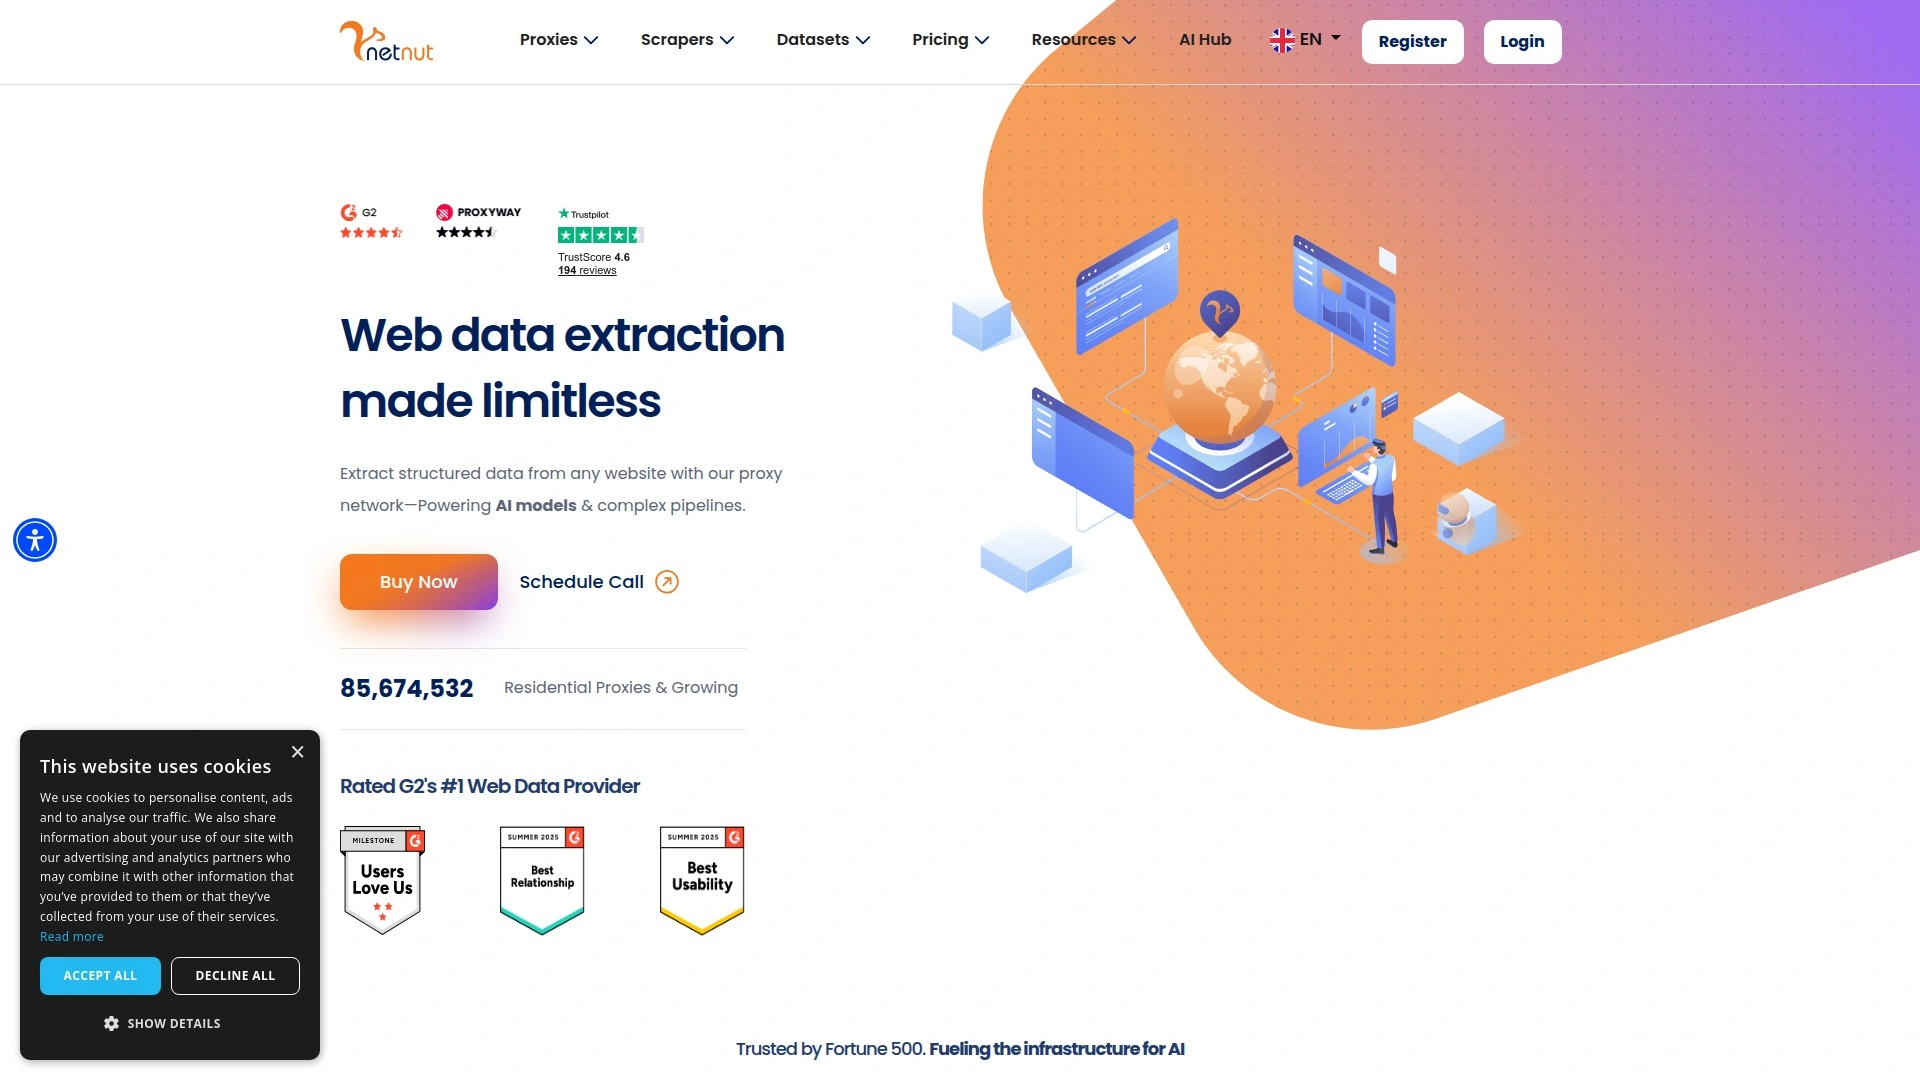 netnut
Proxies
Scrapers
Datasets
Pricing
Resources
AI Hub
EN
Register
Login
G2
PROXYWAY
Trustpilot
TrustScore 4.6
194 reviews
Web data extraction
made limitless
Extract structured data from any website with our proxy
network—Powering AI models & complex pipelines.
Buy Now
Schedule Call
85,674,532
Residential Proxies & Growing
Rated G2's #1 Web Data Provider
MILESTONE
Users
Love Us
SUMMER 2025
Best
Relationship
SUMMER 2025
Best
Usability
This website uses cookies
We use cookies to personalise content, ads
and to analyse our traffic. We also share
information about your use of our site with
our advertising and analytics partners who
may combine it with other information that
you’ve provided to them or that they’ve
collected from your use of their services.
Read more
ACCEPT ALL
DECLINE ALL
SHOW DETAILS
Trusted by Fortune 500. Fueling the infrastructure for AI